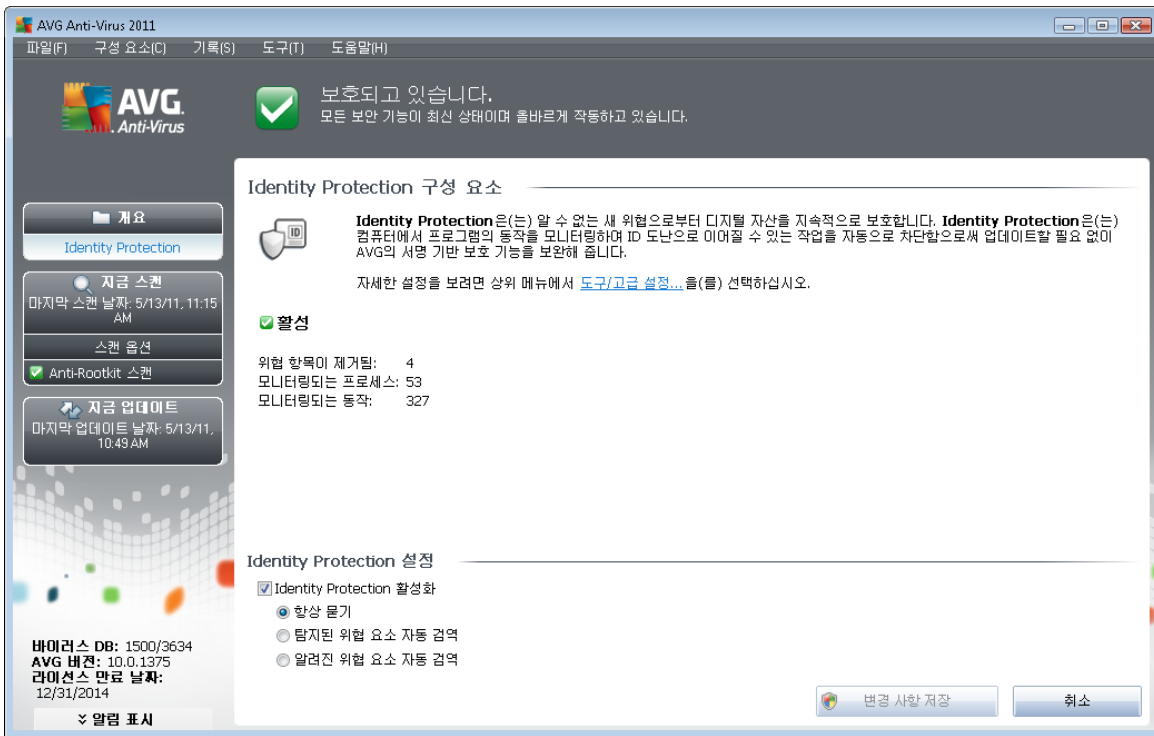 AVG Anti-Virus 2011
파일(F) 구성 요소(C) 기록(S) 도구(T) 도움말(H)
AVG.
Anti-Virus
보호되고 있습니다.
모든 보안 기능이 최신 상태이며 올바르게 작동하고 있습니다.
개요
Identity Protection
지금 스캔
마지막 스캔 날짜: 5/13/11, 11:15
AM
스캔 옵션
Anti-Rootkit 스캔
지금 업데이트
마지막 업데이트 날짜: 5/13/11,
10:49 AM
바이러스 DB: 1500/3634
AVG 버전: 10.0.1375
라이선스 만료 날짜:
12/31/2014
알림 표시
Identity Protection 구성 요소
ID
Identity Protection은(는) 알 수 없는 새 위협으로부터 디지털 자산을 지속적으로 보호합니다. Identity Protection은(는)
컴퓨터에서 프로그램의 동작을 모니터링하며 ID 도난으로 이어질 수 있는 작업을 자동으로 차단함으로써 업데이트할 필요 없이
AVG의 서명 기반 보호 기능을 보완해 줍니다.
자세한 설정을 보려면 상위 메뉴에서 도구/고급 설정...을(를) 선택하십시오.
활성
위협 항목이 제거됨: 4
모니터링되는 프로세스: 53
모니터링되는 동작: 327
Identity Protection 설정
Identity Protection 활성화
항상 묻기
탐지된 위협 요소 자동 검역
알려진 위협 요소 자동 검역
변경 사항 저장
취소